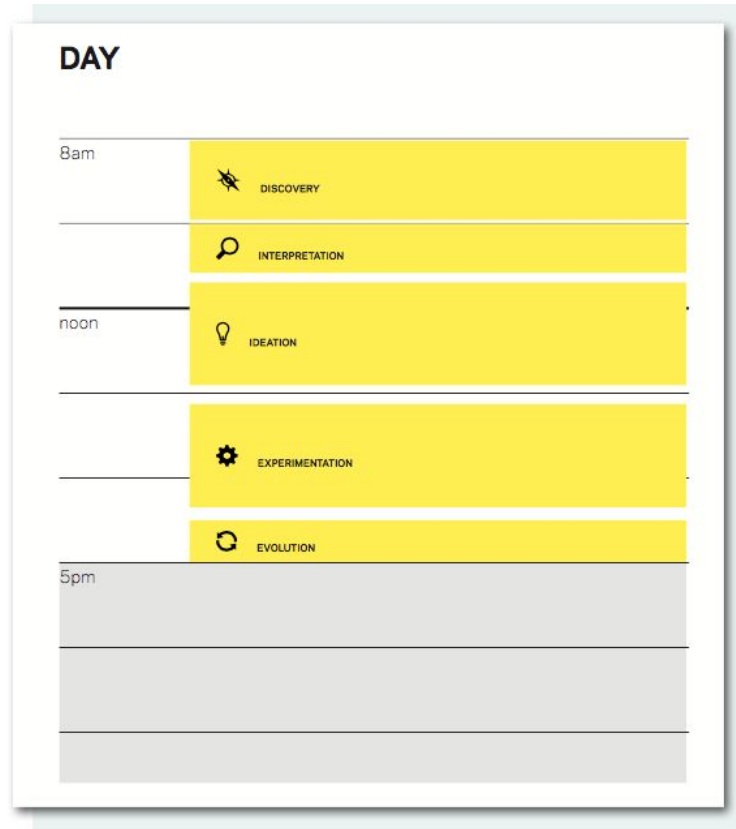 DAY
8am
DISCOVERY
INTERPRETATION
noon
IDEATION
EXPERIMENTATION
EVOLUTION
5pm